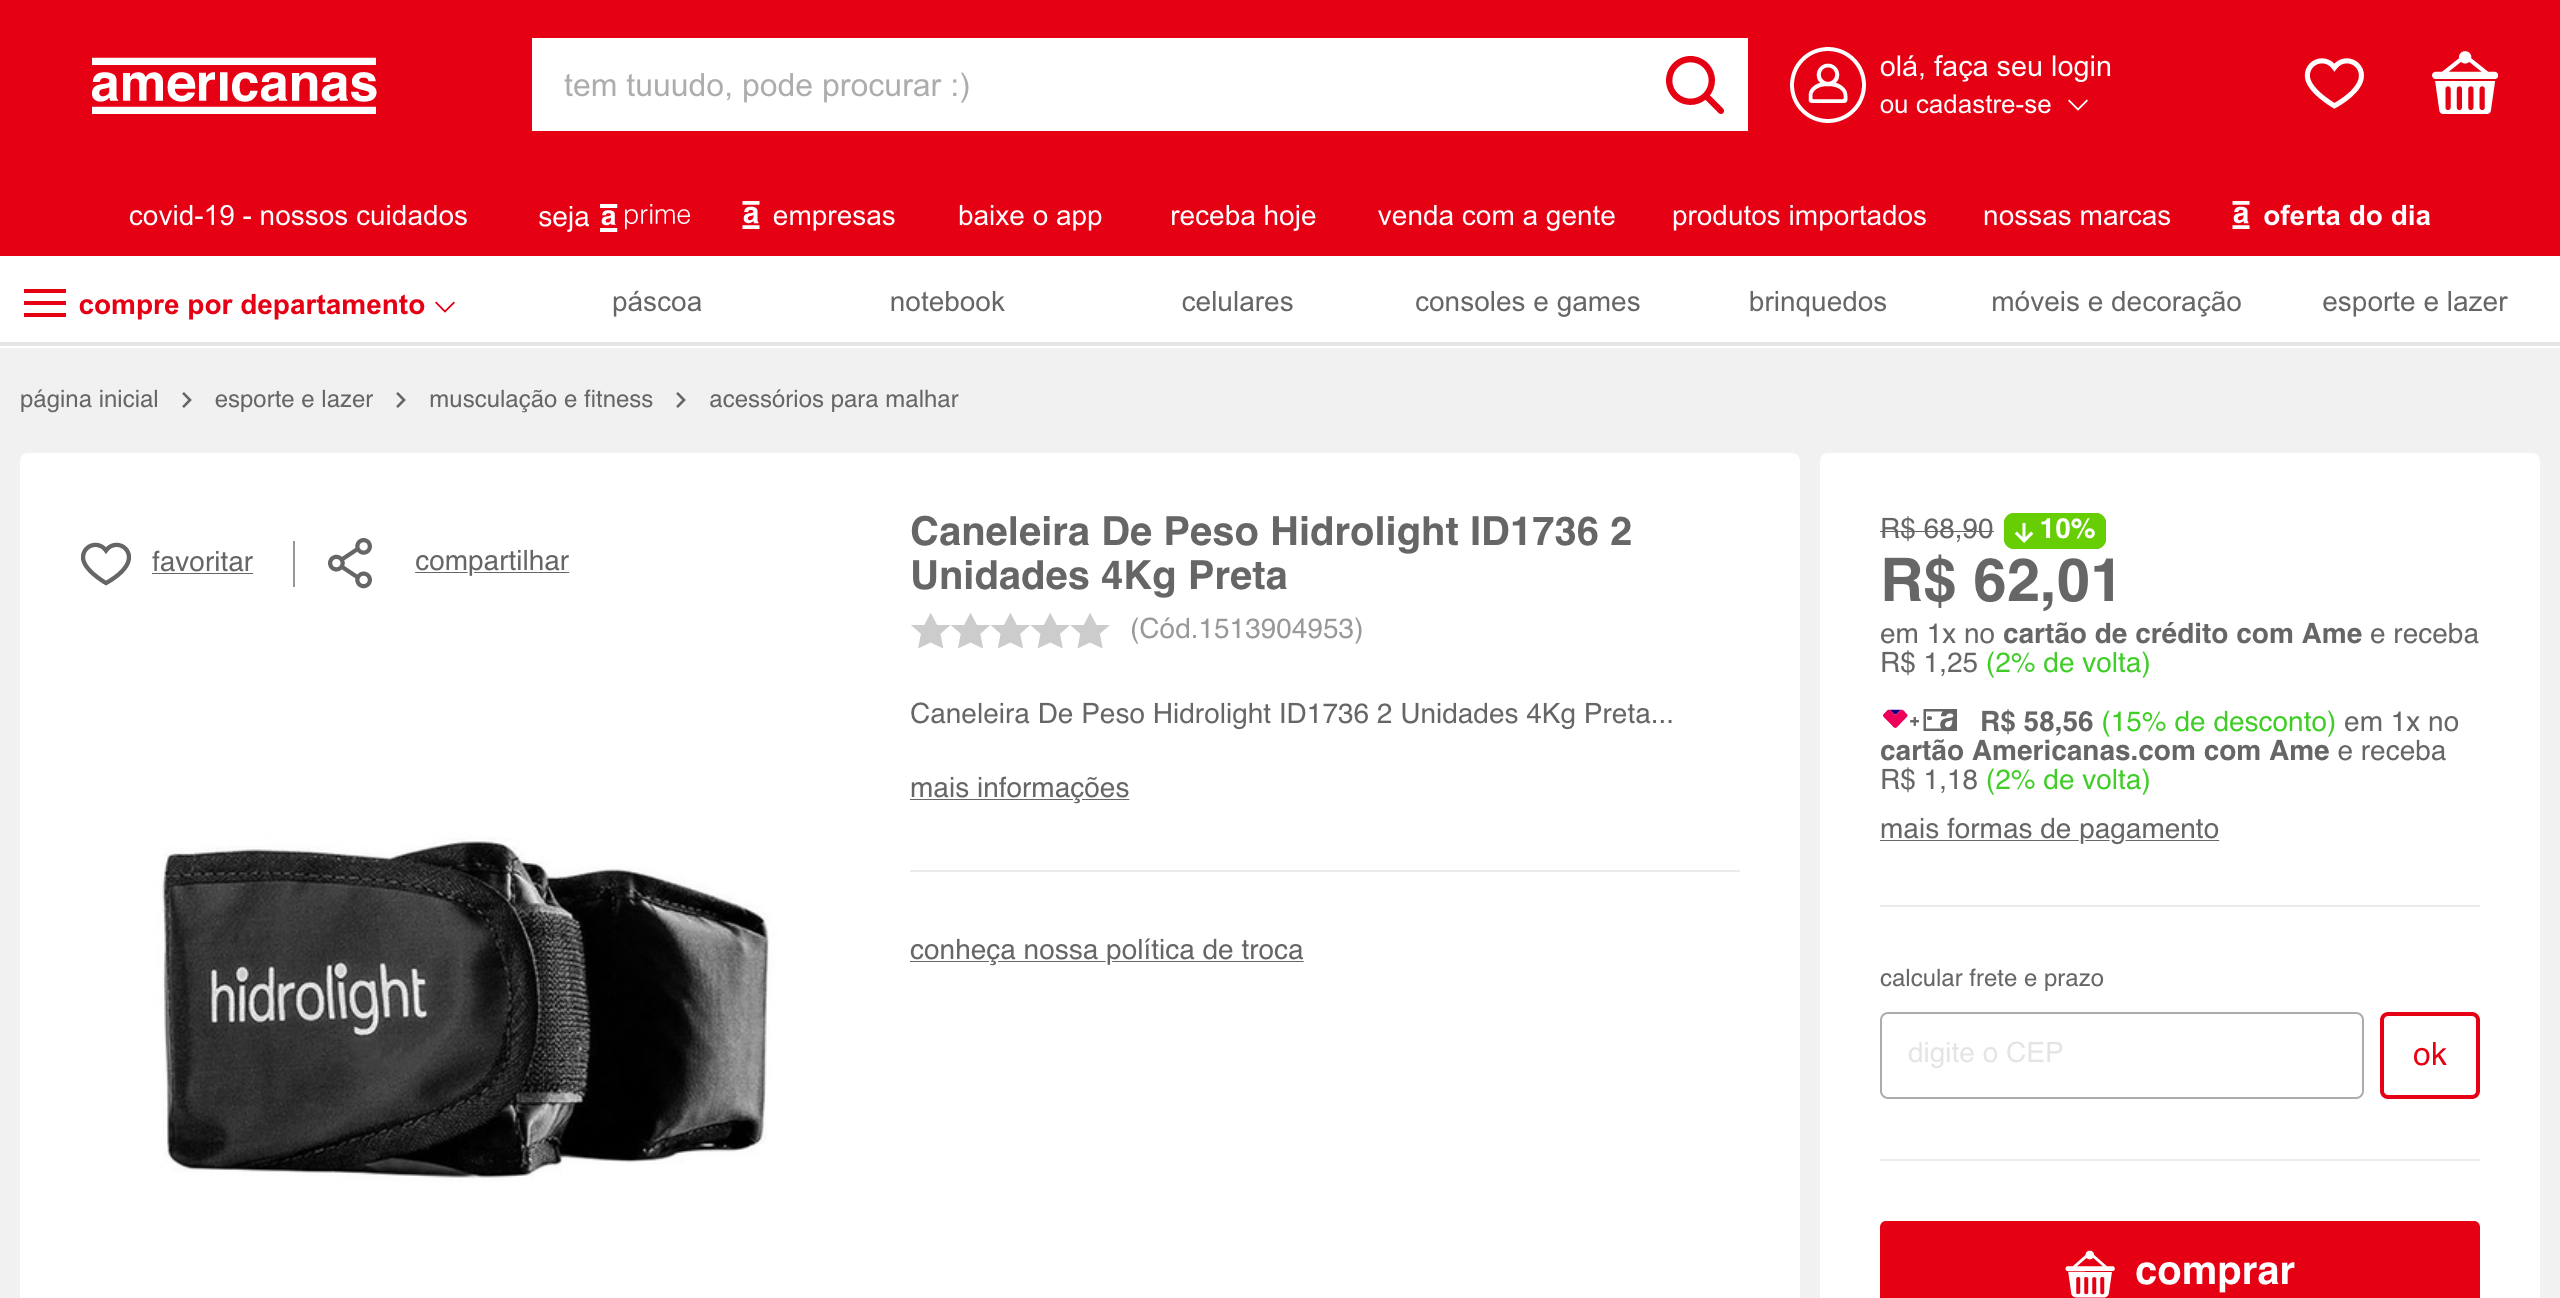 americanas
tem tuuudo, pode procurar :)
olá, faça seu login
ou cadastre-se
covid-19 - nossos cuidados
seja a prime
a empresas
baixe o app
receba hoje
venda com a gente
produtos importados
nossas marcas
a oferta do dia
compre por departamento
páscoa
notebook
celulares
consoles e games
brinquedos
móveis e decoração
esporte e lazer
página inicial > esporte e lazer > musculação e fitness > acessórios para malhar
favoritar
compartilhar
hidrolight
Caneleira De Peso Hidrolight ID1736 2
Unidades 4Kg Preta
(Cód.1513904953)
Caneleira De Peso Hidrolight ID1736 2 Unidades 4Kg Preta...
mais informações
conheça nossa política de troca
R$ 68,90 10%
R$ 62,01
em 1x no cartão de crédito com Ame e receba
R$ 1,25 (2% de volta)
+ a R$ 58,56 (15% de desconto) em 1x no
cartão Americanas.com com Ame e receba
R$ 1,18 (2% de volta)
mais formas de pagamento
calcular frete e prazo
digite o CEP
ok
comprar